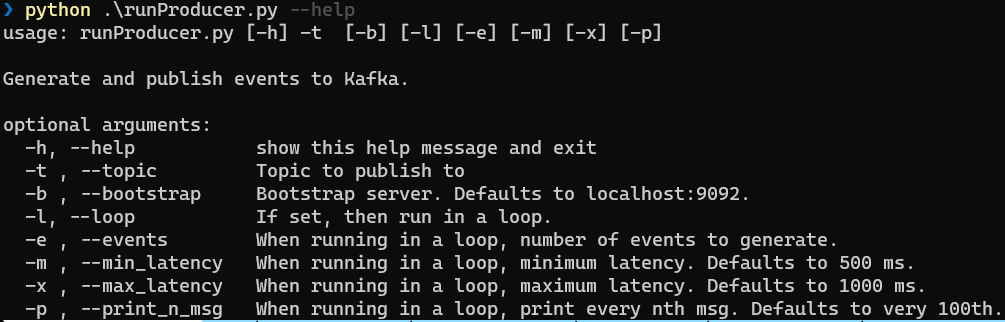 ❯ python .\runProducer.py --help
usage: runProducer.py [-h] -t  [-b] [-l] [-e] [-m] [-x] [-p]
Generate and publish events to Kafka.
optional arguments:
  -h, --help           show this help message and exit
  -t , --topic         Topic to publish to
  -b , --bootstrap     Bootstrap server. Defaults to localhost:9092.
  -l, --loop           If set, then run in a loop.
  -e , --events        When running in a loop, number of events to generate.
  -m , --min_latency   When running in a loop, minimum latency. Defaults to 500 ms.
  -x , --max_latency   When running in a loop, maximum latency. Defaults to 1000 ms.
  -p , --print_n_msg   When running in a loop, print every nth msg. Defaults to very 100th.